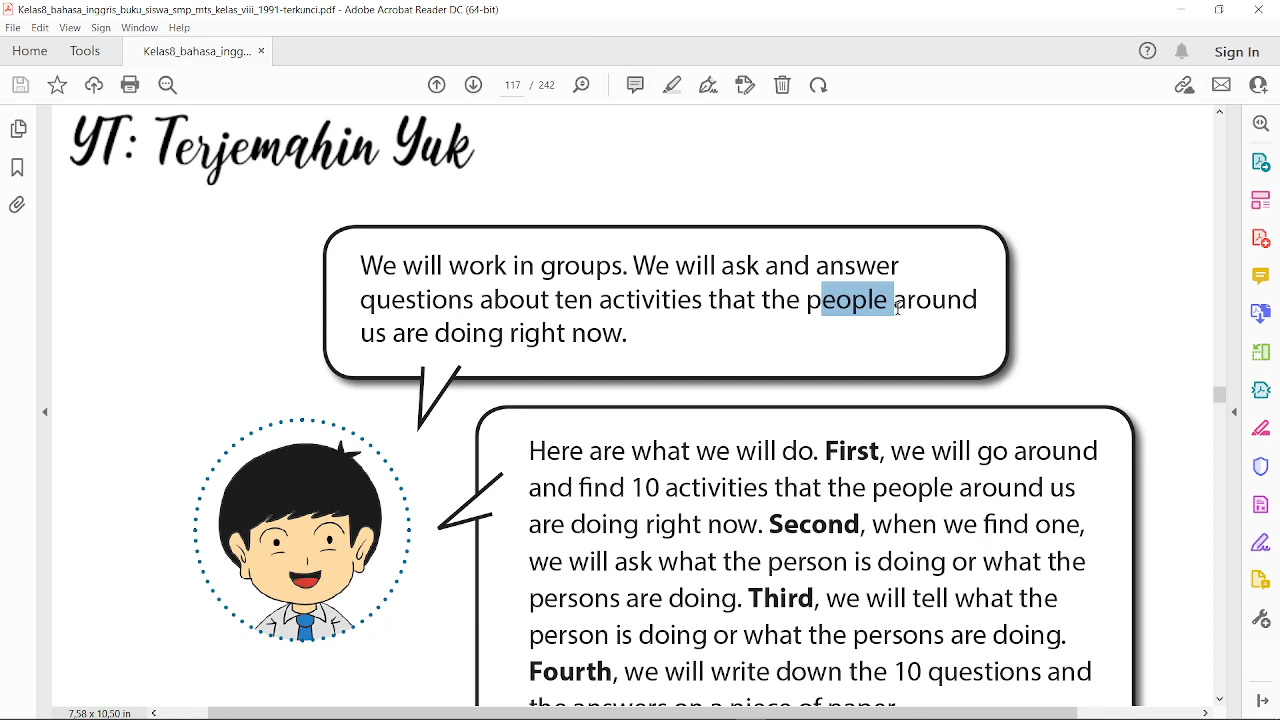 Kelas8_bahasa_inggris_buku_siswa_smp_mts_kelas_viii_1991-terkunci.pdf - Adobe Acrobat Reader DC (64-bit)
File Edit View Sign Window Help
Home Tools Kelas8_bahasa_ingg... × Sign In
117 / 242
YT: Terjemahin Yuk
We will work in groups. We will ask and answer
questions about ten activities that the people around
us are doing right now.
Here are what we will do. First, we will go around
and find 10 activities that the people around us
are doing right now. Second, when we find one,
we will ask what the person is doing or what the
persons are doing. Third, we will tell what the
person is doing or what the persons are doing.
Fourth, we will write down the 10 questions and
the answers on a piece of paper.
7,58 x 10,50 in